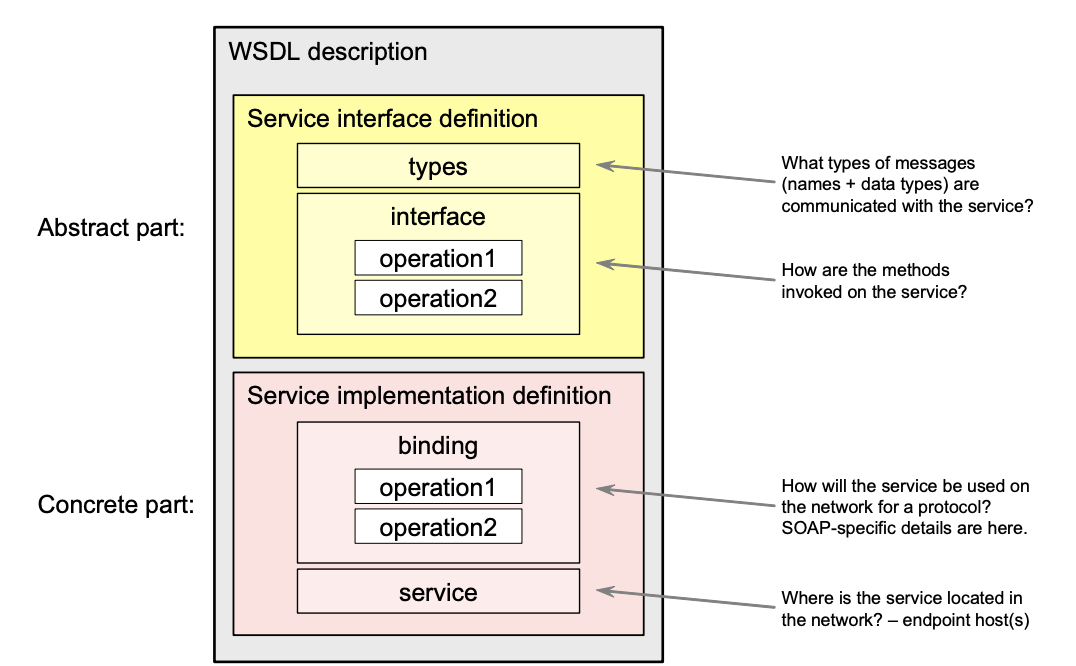 WSDL description
Service interface definition
types
What types of messages
(names + data types) are
communicated with the service?
Abstract part:
interface
operation1
operation2
How are the methods
invoked on the service?
Service implementation definition
binding
Concrete part:
operation1
operation2
How will the service be used on
the network for a protocol?
SOAP-specific details are here.
service
Where is the service located in
the network? – endpoint host(s)